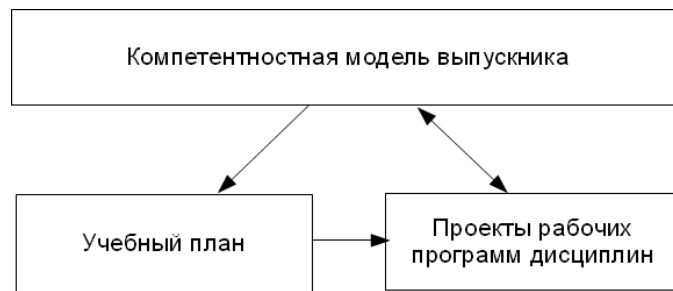 Компетентностная модель выпускника
Учебный план
Проекты рабочих
программ дисциплин